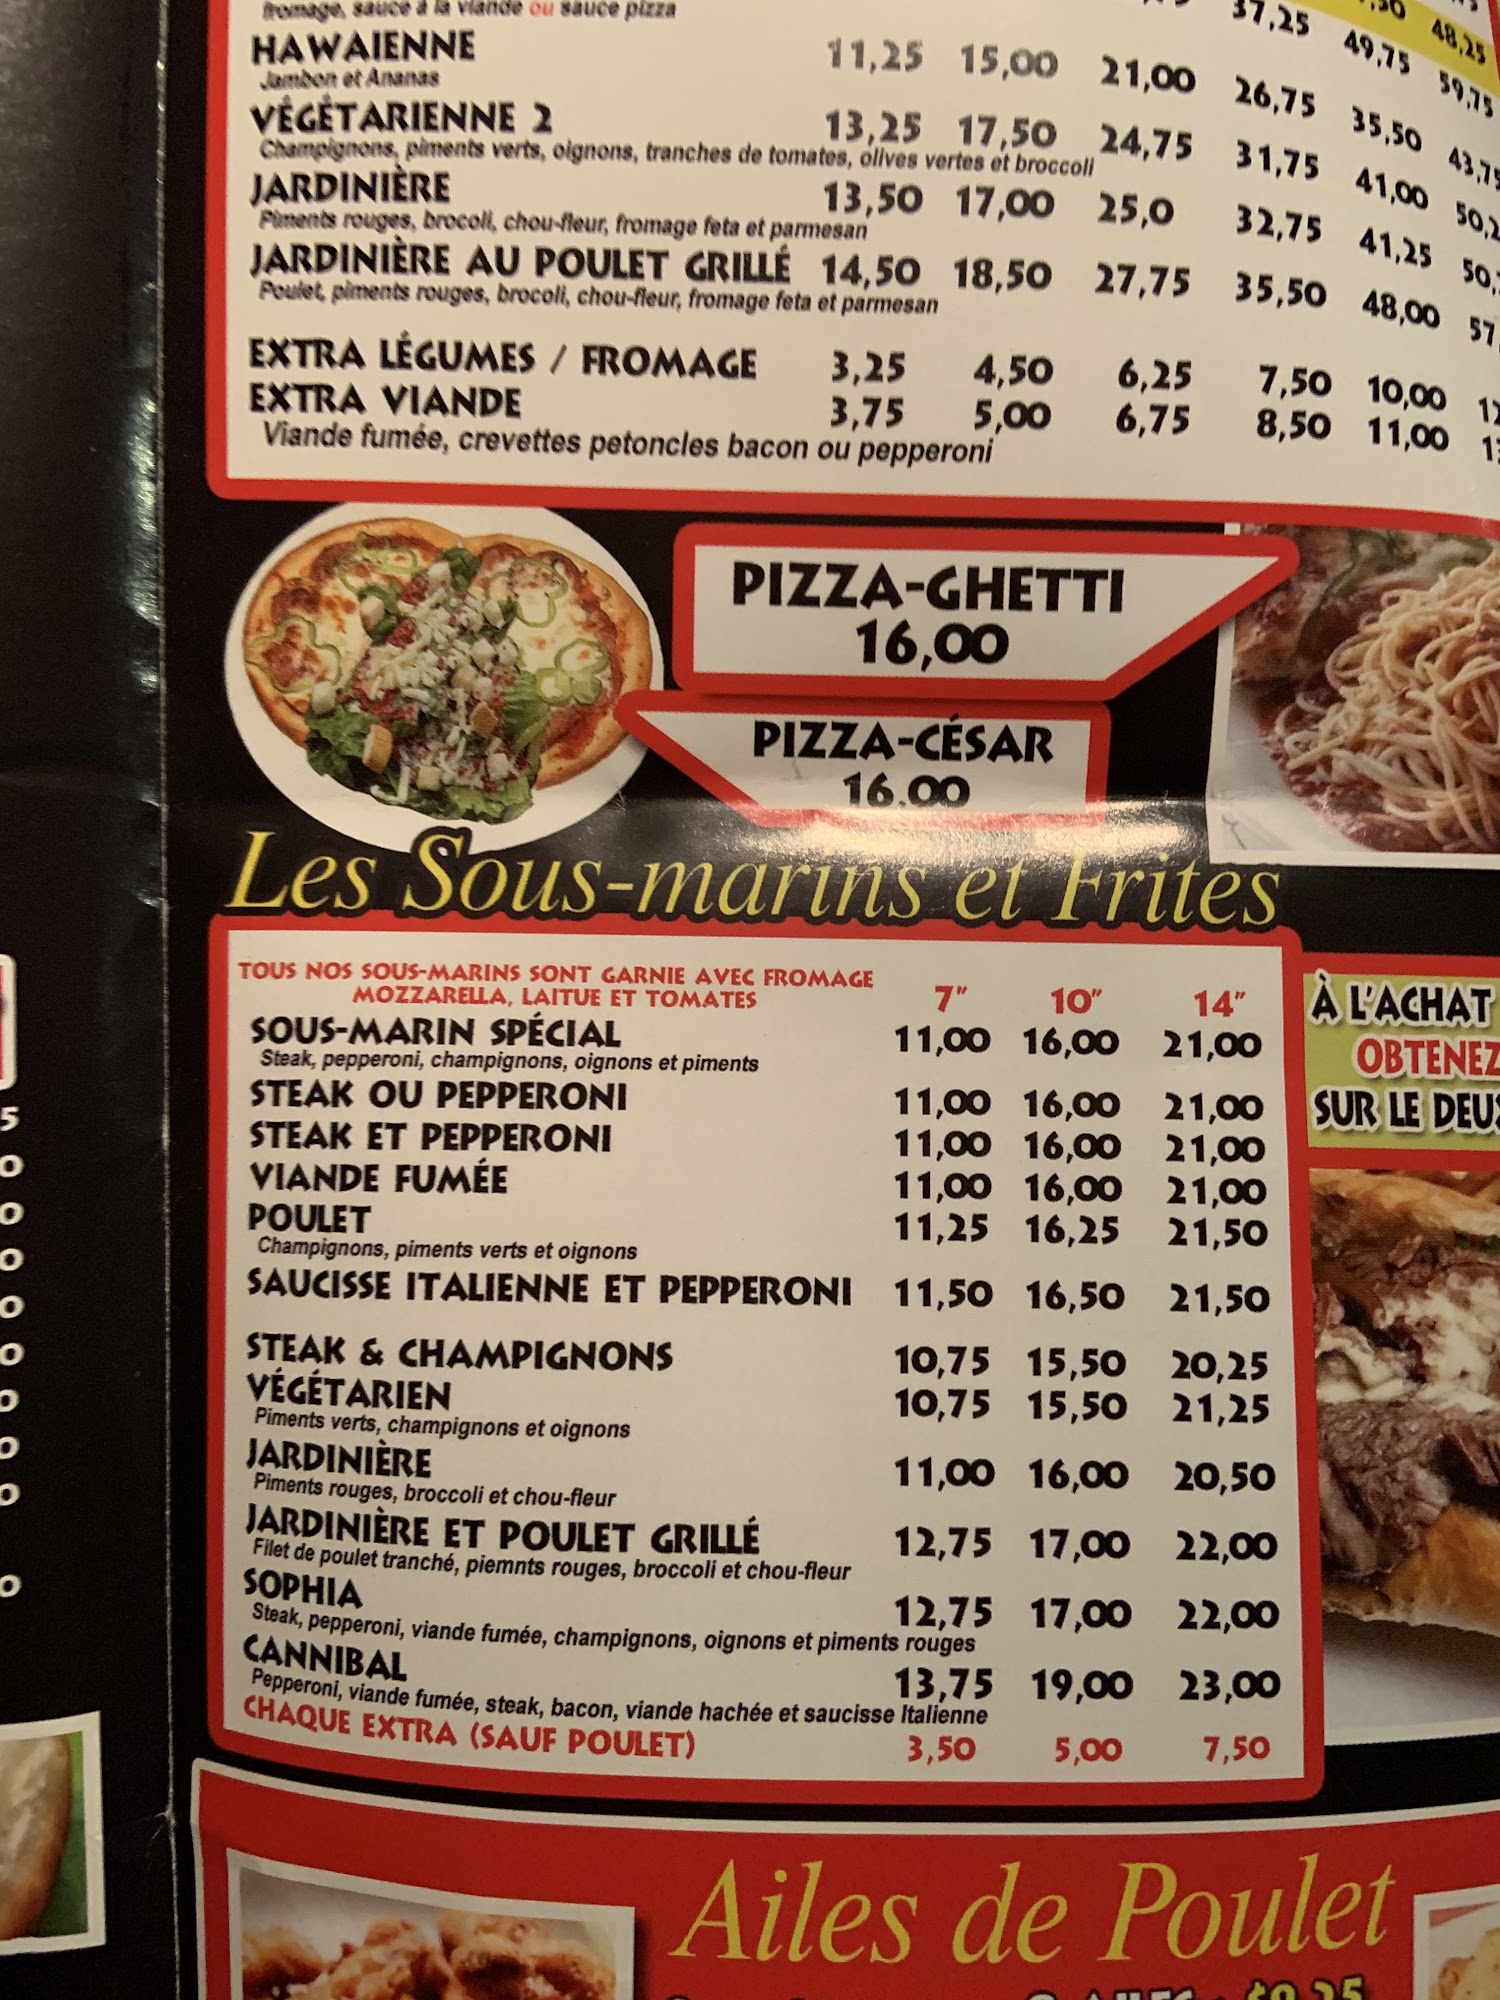 fromage, sauce à la viande ou sauce pizza
37,25 49,75 59,75
48,25
HAWAIENNE 11,25 15,00 21,00 26,75 35,50 43,75
Jambon et Ananas
VÉGÉTARIENNE 2 13,25 17,50 24,75 31,75 41,00
Champignons, piments verts, oignons, tranches de tomates, olives vertes et broccoli
JARDINIÈRE 13,50 17,00 25,0 32,75 41,25
Piments rouges, brocoli, chou-fleur, fromage feta et parmesan
JARDINIÈRE AU POULET GRILLÉ 14,50 18,50 27,75 35,50 48,00
Poulet, piments rouges, brocoli, chou-fleur, fromage feta et parmesan
EXTRA LÉGUMES / FROMAGE 3,25 4,50 6,25 7,50 10,00
EXTRA VIANDE 3,75 5,00 6,75 8,50 11,00
Viande fumée, crevettes petoncles bacon ou pepperoni
PIZZA-GHETTI
16,00
PIZZA-CÉSAR
16.00
Les Sous-marins et Frites
TOUS NOS SOUS-MARINS SONT GARNIE AVEC FROMAGE
MOZZARELLA, LAITUE ET TOMATES
7" 10" 14"
SOUS-MARIN SPÉCIAL 11,00 16,00 21,00
Steak, pepperoni, champignons, oignons et piments
STEAK OU PEPPERONI 11,00 16,00 21,00
STEAK ET PEPPERONI 11,00 16,00 21,00
VIANDE FUMÉE 11,00 16,00 21,00
POULET 11,25 16,25 21,50
Champignons, piments verts et oignons
SAUCISSE ITALIENNE ET PEPPERONI 11,50 16,50 21,50
STEAK & CHAMPIGNONS 10,75 15,50 20,25
VÉGÉTARIEN 10,75 15,50 21,25
Piments verts, champignons et oignons
JARDINIÈRE 11,00 16,00 20,50
Piments rouges, broccoli et chou-fleur
JARDINIÈRE ET POULET GRILLÉ 12,75 17,00 22,00
Filet de poulet tranché, piemnts rouges, broccoli et chou-fleur
SOPHIA 12,75 17,00 22,00
Steak, pepperoni, viande fumée, champignons, oignons et piments rouges
CANNIBAL 13,75 19,00 23,00
Pepperoni, viande fumée, steak, bacon, viande hachée et saucisse Italienne
CHAQUE EXTRA (SAUF POULET) 3,50 5,00 7,50
À L'ACHAT
OBTENEZ
SUR LE
Ailes de Poulet